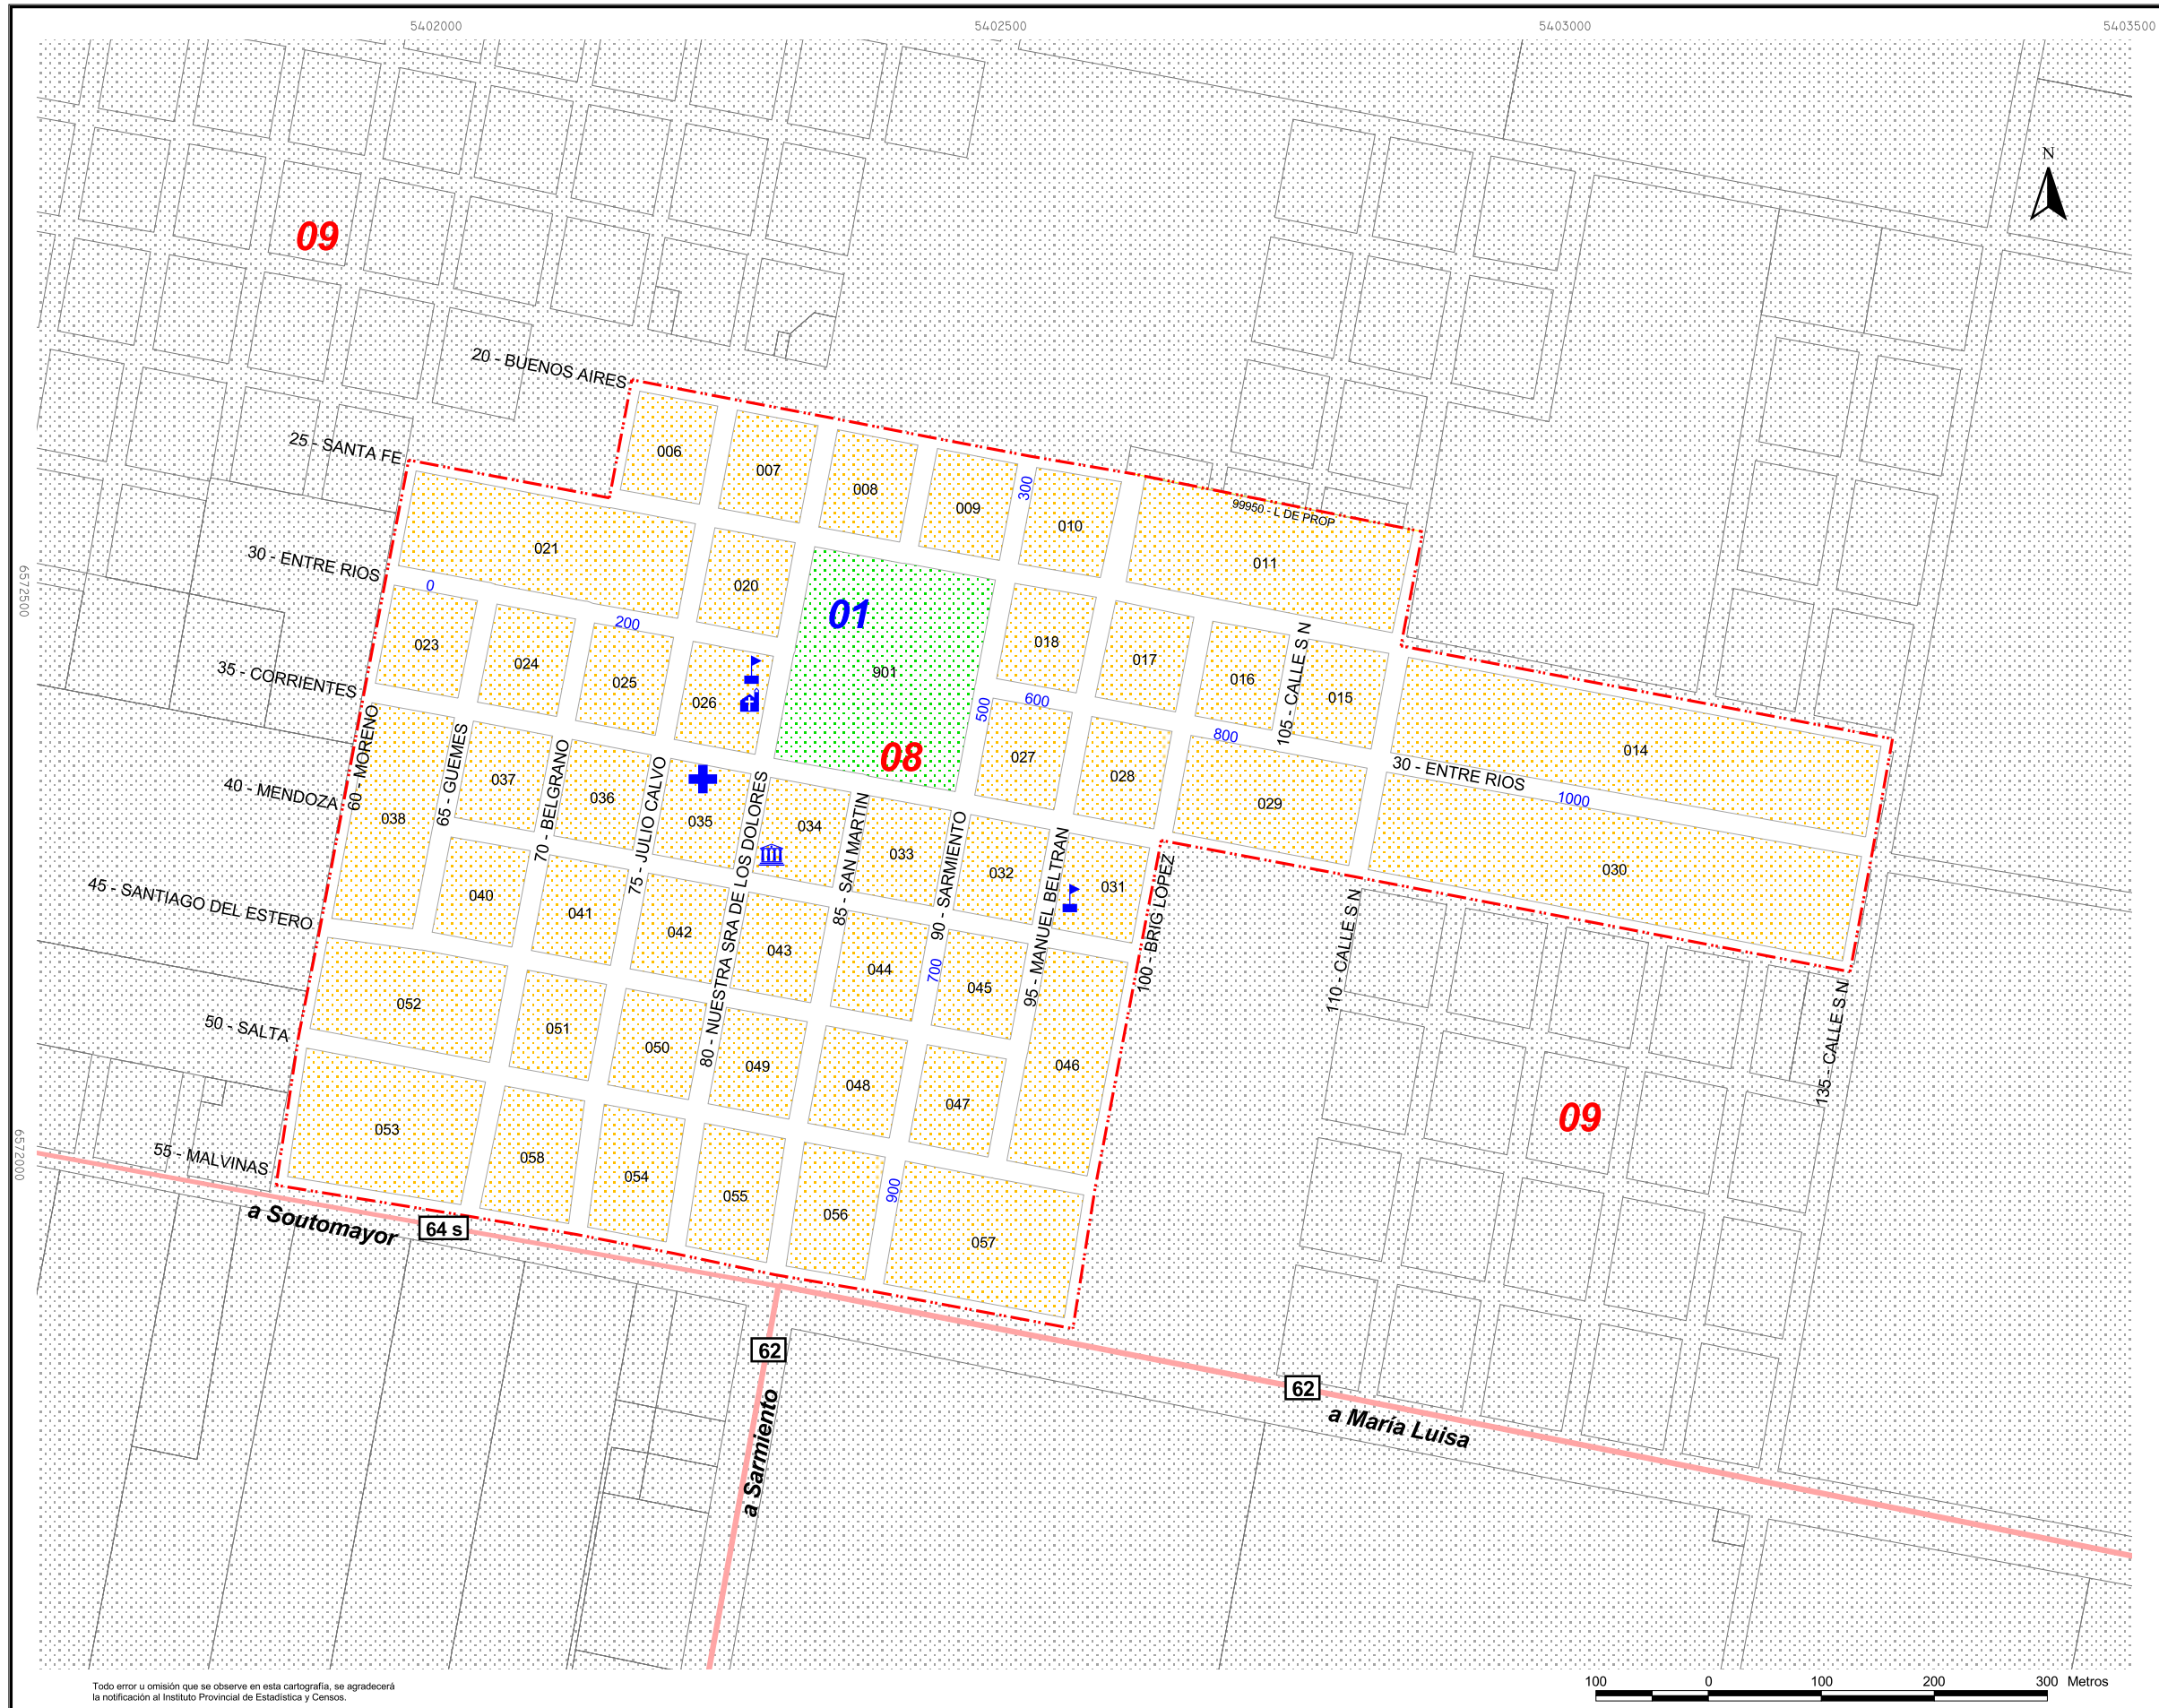 5402000
5402500
5403000
5403500
N
09
20 - BUENOS AIRES
25 - SANTA FE
006
007
008
009
300
010
99950 - L DE PROP
011
30 - ENTRE RIOS
0
021
020
200
01
6572500
35 - CORRIENTES
023
024
025
026
901
018
017
016
105 - CALLE S N
015
600
500
800
014
30 - ENTRE RIOS
1000
08
40 - MENDOZA
60 - MORENO
65 - GUEMES
70 - BELGRANO
75 - JULIO CALVO
80 - NUESTRA SRA DE LOS DOLORES
85 - SAN MARTIN
90 - SARMIENTO
95 - MANUEL BELTRAN
100 - BRIG LOPEZ
038
037
036
035
034
033
032
031
027
028
029
030
45 - SANTIAGO DEL ESTERO
040
041
042
043
044
700
045
046
110 - CALLE S N
135 - CALLE S N
50 - SALTA
052
051
050
049
048
047
09
6572000
55 - MALVINAS
053
058
054
055
056
900
057
a Soutomayor
64 s
62
a Sarmiento
62
a María Luisa
Todo error u omisión que se observe en esta cartografía, se agradecerá
la notificación al Instituto Provincial de Estadística y Censos.
100 0 100 200 300 Metros